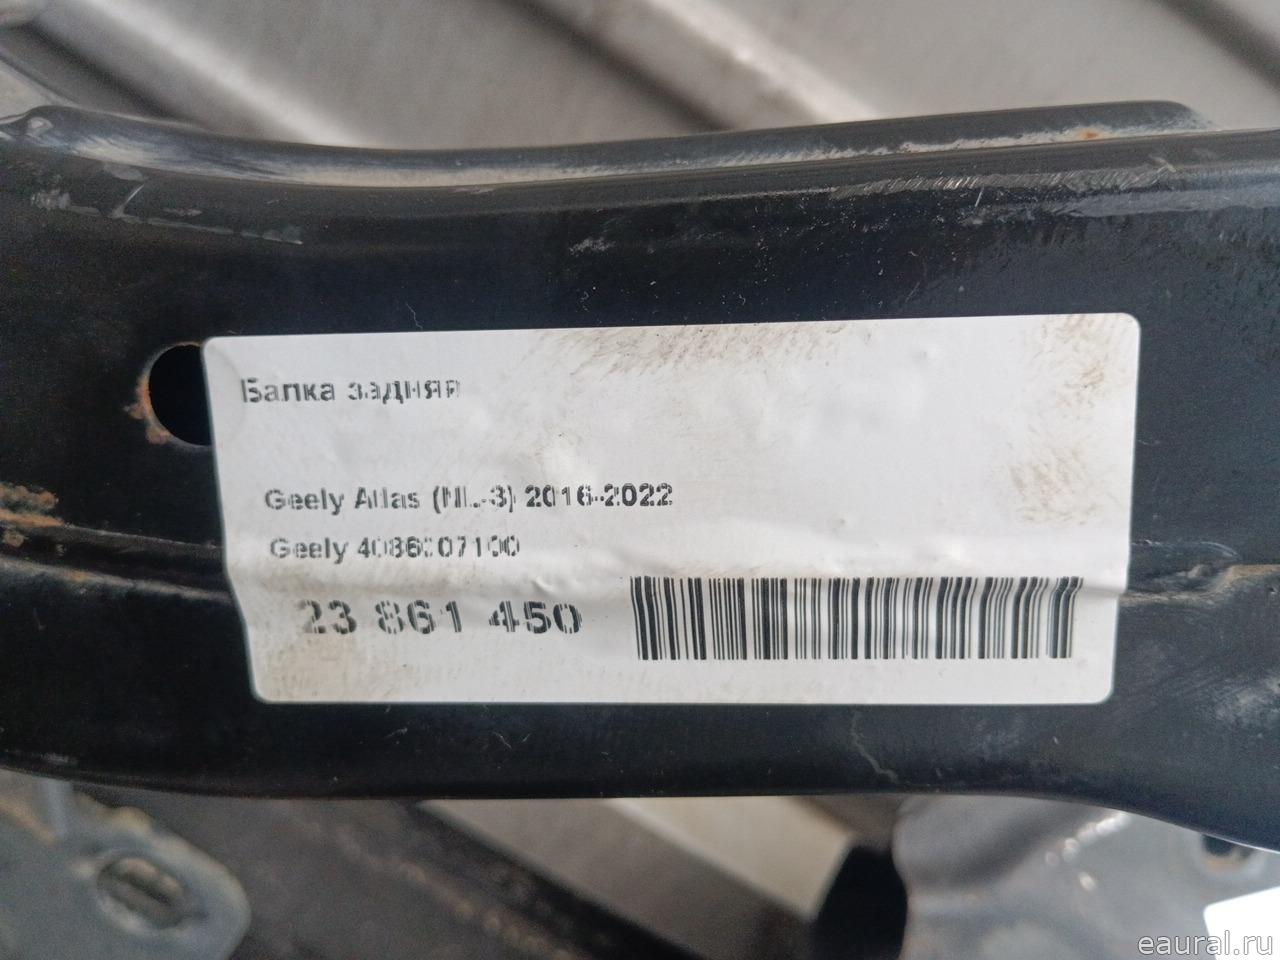 Балка задняя
Geely Atlas (NL-3) 2016-2022
Geely 4086007100
23 861 450
eaural.ru